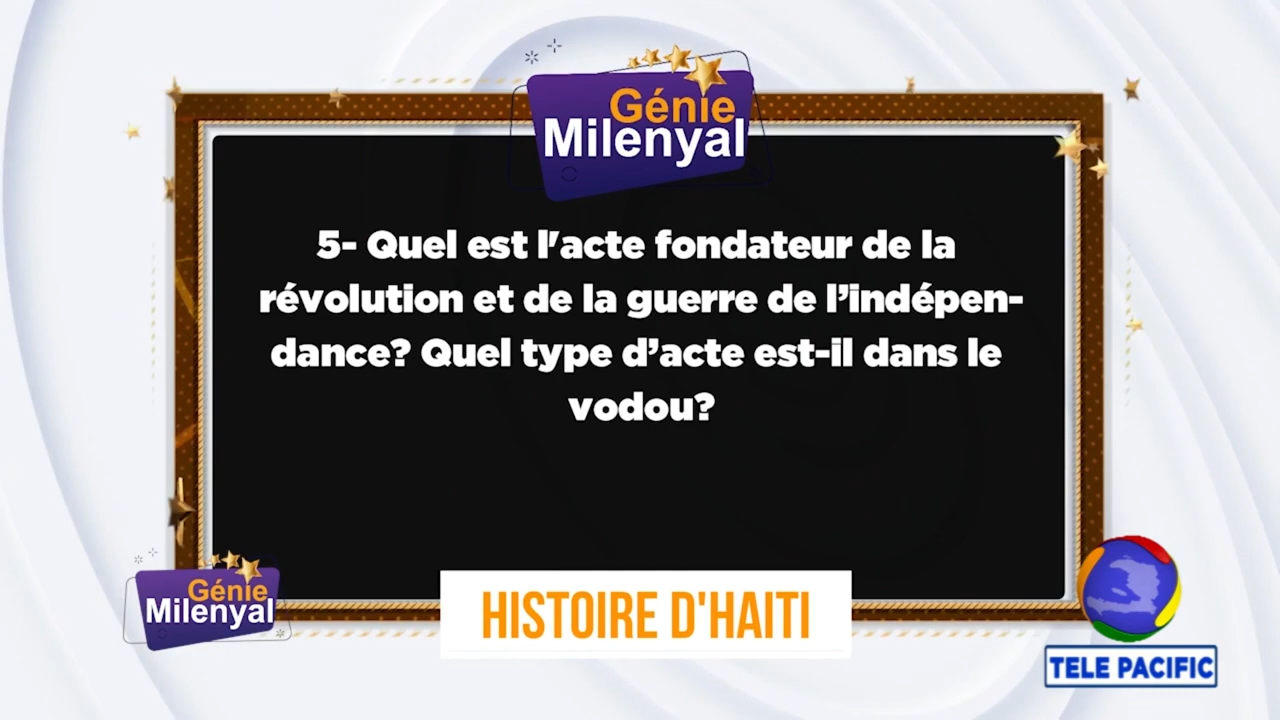 Génie
Milenyal
5- Quel est l'acte fondateur de la
révolution et de la guerre de l’indépen-
dance? Quel type d’acte est-il dans le
vodou?
Génie
Milenyal
HISTOIRE D'HAITI
TELE PACIFIC